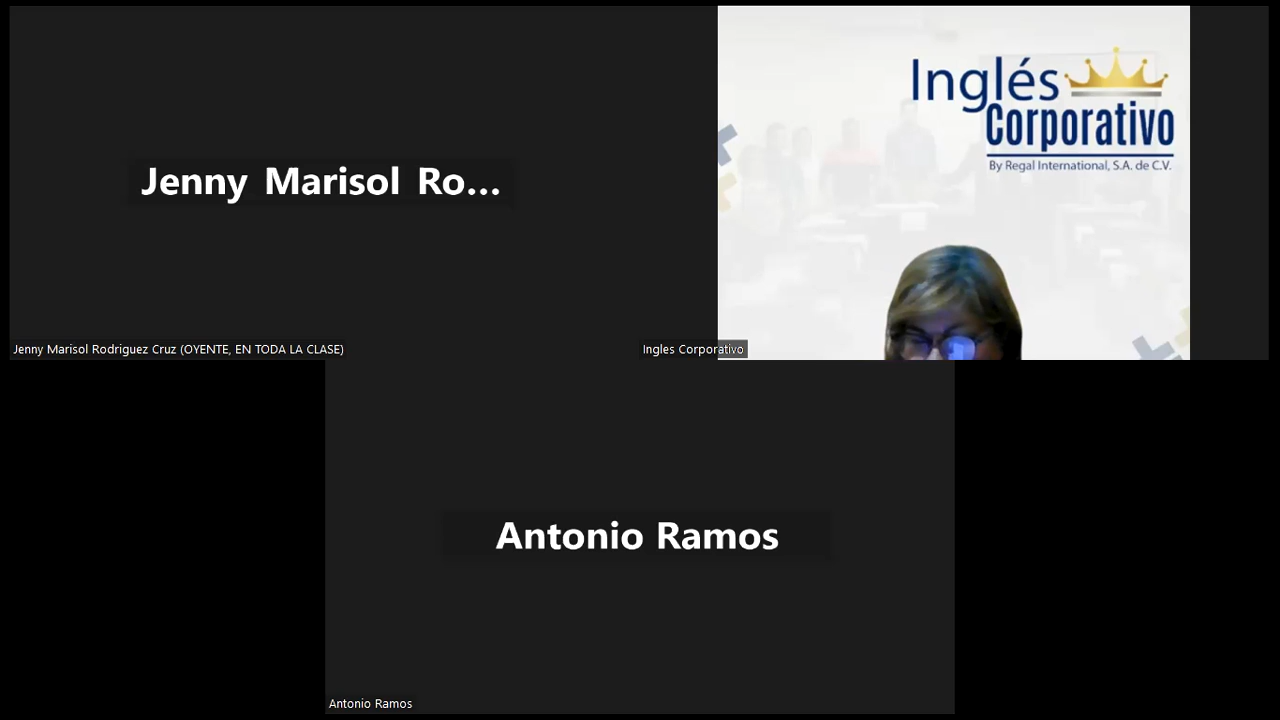 Jenny Marisol Ro...
Inglés
Corporativo
By Regal International, S.A. de C.V.
Jenny Marisol Rodriguez Cruz (OYENTE, EN TODA LA CLASE)
Ingles Corporativo
Antonio Ramos
Antonio Ramos